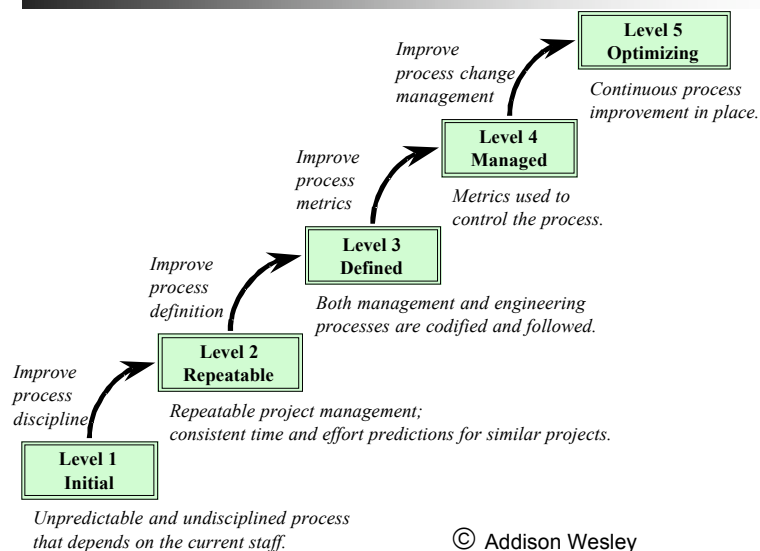 Level 5
Optimizing
Improve
process change
management
Continuous process
improvement in place.
Level 4
Managed
Improve
process
metrics
Metrics used to
control the process.
Level 3
Defined
Improve
process
definition
Both management and engineering
processes are codified and followed.
Level 2
Repeatable
Improve
process
discipline
Repeatable project management;
consistent time and effort predictions for similar projects.
Level 1
Initial
Unpredictable and undisciplined process
that depends on the current staff.
© Addison Wesley